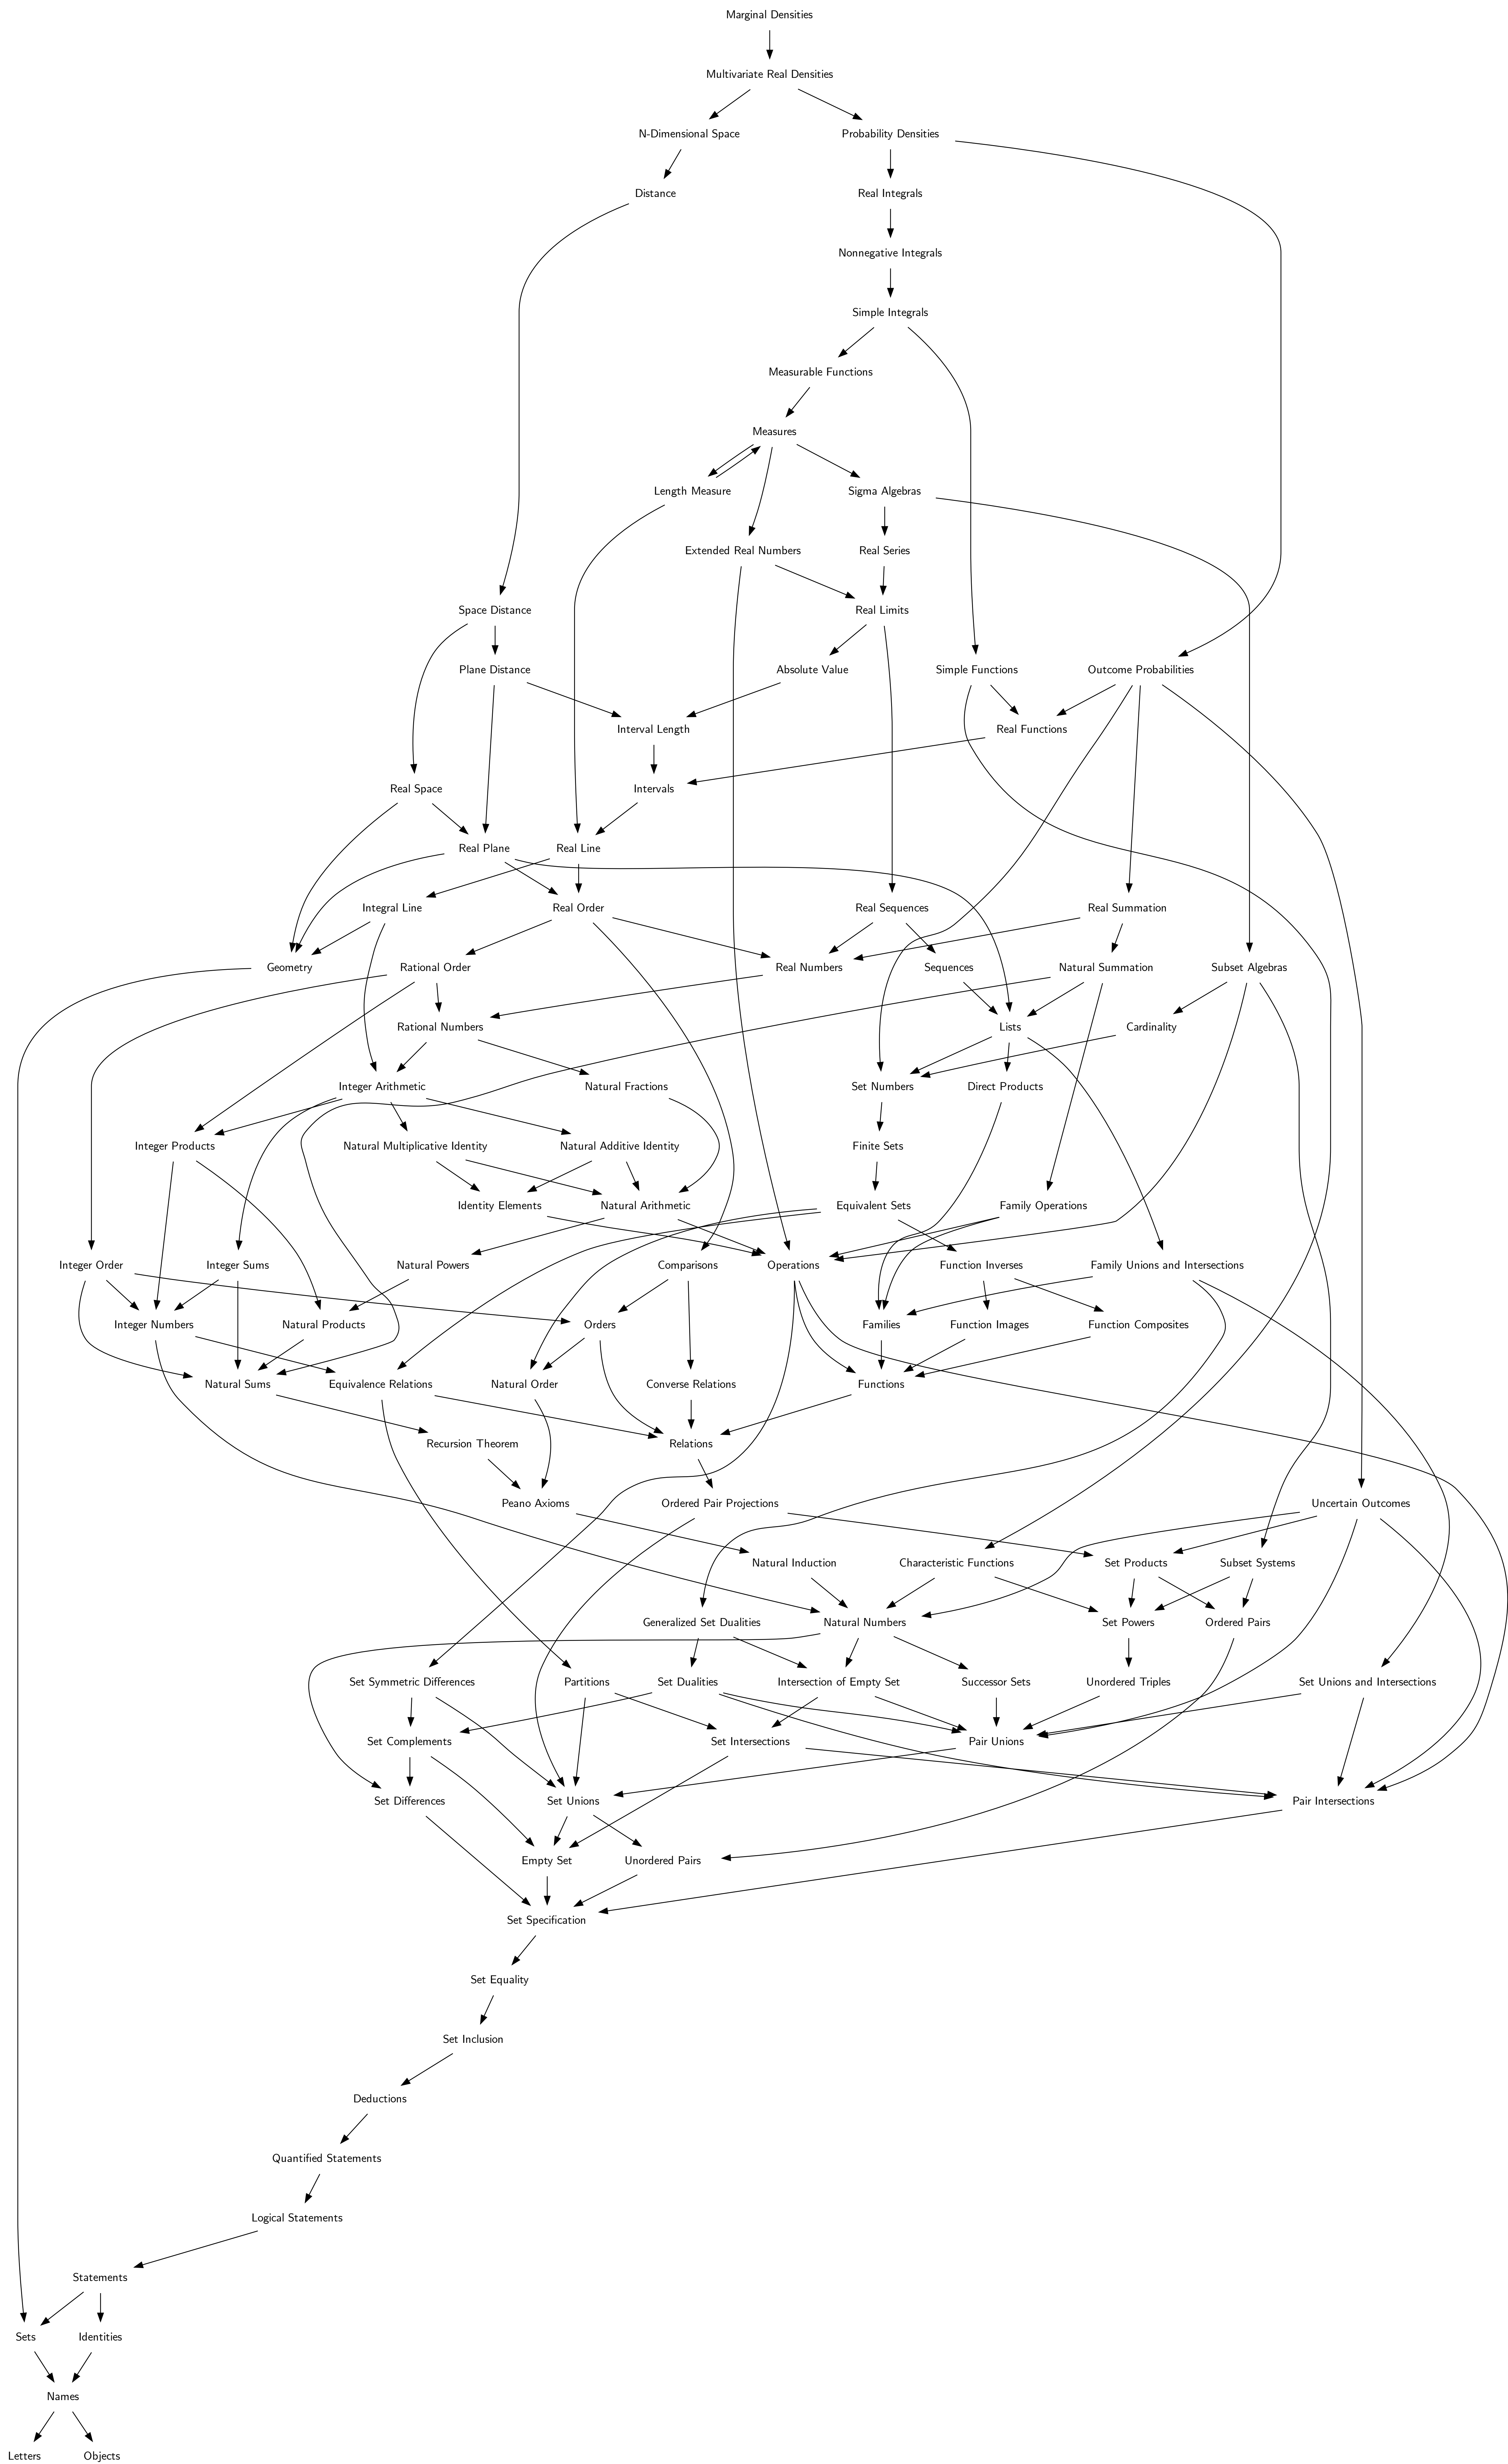 Marginal Densities
Multivariate Real Densities
N-Dimensional Space
Probability Densities
Distance
Real Integrals
Nonnegative Integrals
Simple Integrals
Measurable Functions
Measures
Length Measure
Sigma Algebras
Extended Real Numbers
Real Series
Space Distance
Real Limits
Plane Distance
Absolute Value
Simple Functions
Outcome Probabilities
Interval Length
Real Functions
Real Space
Intervals
Real Plane
Real Line
Integral Line
Real Order
Real Sequences
Real Summation
Geometry
Rational Order
Real Numbers
Sequences
Natural Summation
Subset Algebras
Rational Numbers
Lists
Cardinality
Integer Arithmetic
Natural Fractions
Set Numbers
Direct Products
Integer Products
Natural Multiplicative Identity
Natural Additive Identity
Finite Sets
Identity Elements
Natural Arithmetic
Equivalent Sets
Family Operations
Integer Order
Integer Sums
Natural Powers
Comparisons
Operations
Function Inverses
Family Unions and Intersections
Integer Numbers
Natural Products
Orders
Families
Function Images
Function Composites
Natural Sums
Equivalence Relations
Natural Order
Converse Relations
Functions
Recursion Theorem
Relations
Peano Axioms
Ordered Pair Projections
Uncertain Outcomes
Natural Induction
Characteristic Functions
Set Products
Subset Systems
Generalized Set Dualities
Natural Numbers
Set Powers
Ordered Pairs
Set Symmetric Differences
Partitions
Set Dualities
Intersection of Empty Set
Successor Sets
Unordered Triples
Set Unions and Intersections
Set Complements
Set Intersections
Pair Unions
Set Differences
Set Unions
Pair Intersections
Empty Set
Unordered Pairs
Set Specification
Set Equality
Set Inclusion
Deductions
Quantified Statements
Logical Statements
Statements
Sets
Identities
Names
Letters
Objects